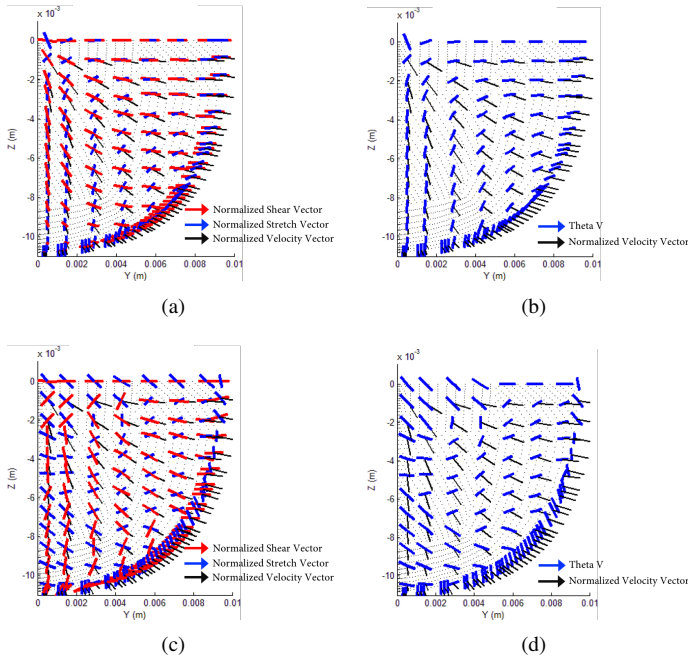 x 10⁻³
0
-2
-4
-6
-8
-10
Z (m)
0 0.002 0.004 0.006 0.008 0.01
Y (m)
Normalized Shear Vector
Normalized Stretch Vector
Normalized Velocity Vector
(a)
x 10⁻³
0
-2
-4
-6
-8
-10
Z (m)
0 0.002 0.004 0.006 0.008 0.01
Y (m)
Theta V
Normalized Velocity Vector
(b)
x 10⁻³
0
-2
-4
-6
-8
-10
Z (m)
0 0.002 0.004 0.006 0.008 0.01
Y (m)
Normalized Shear Vector
Normalized Stretch Vector
Normalized Velocity Vector
(c)
x 10⁻³
0
-2
-4
-6
-8
-10
Z (m)
0 0.002 0.004 0.006 0.008 0.01
Y (m)
Theta V
Normalized Velocity Vector
(d)